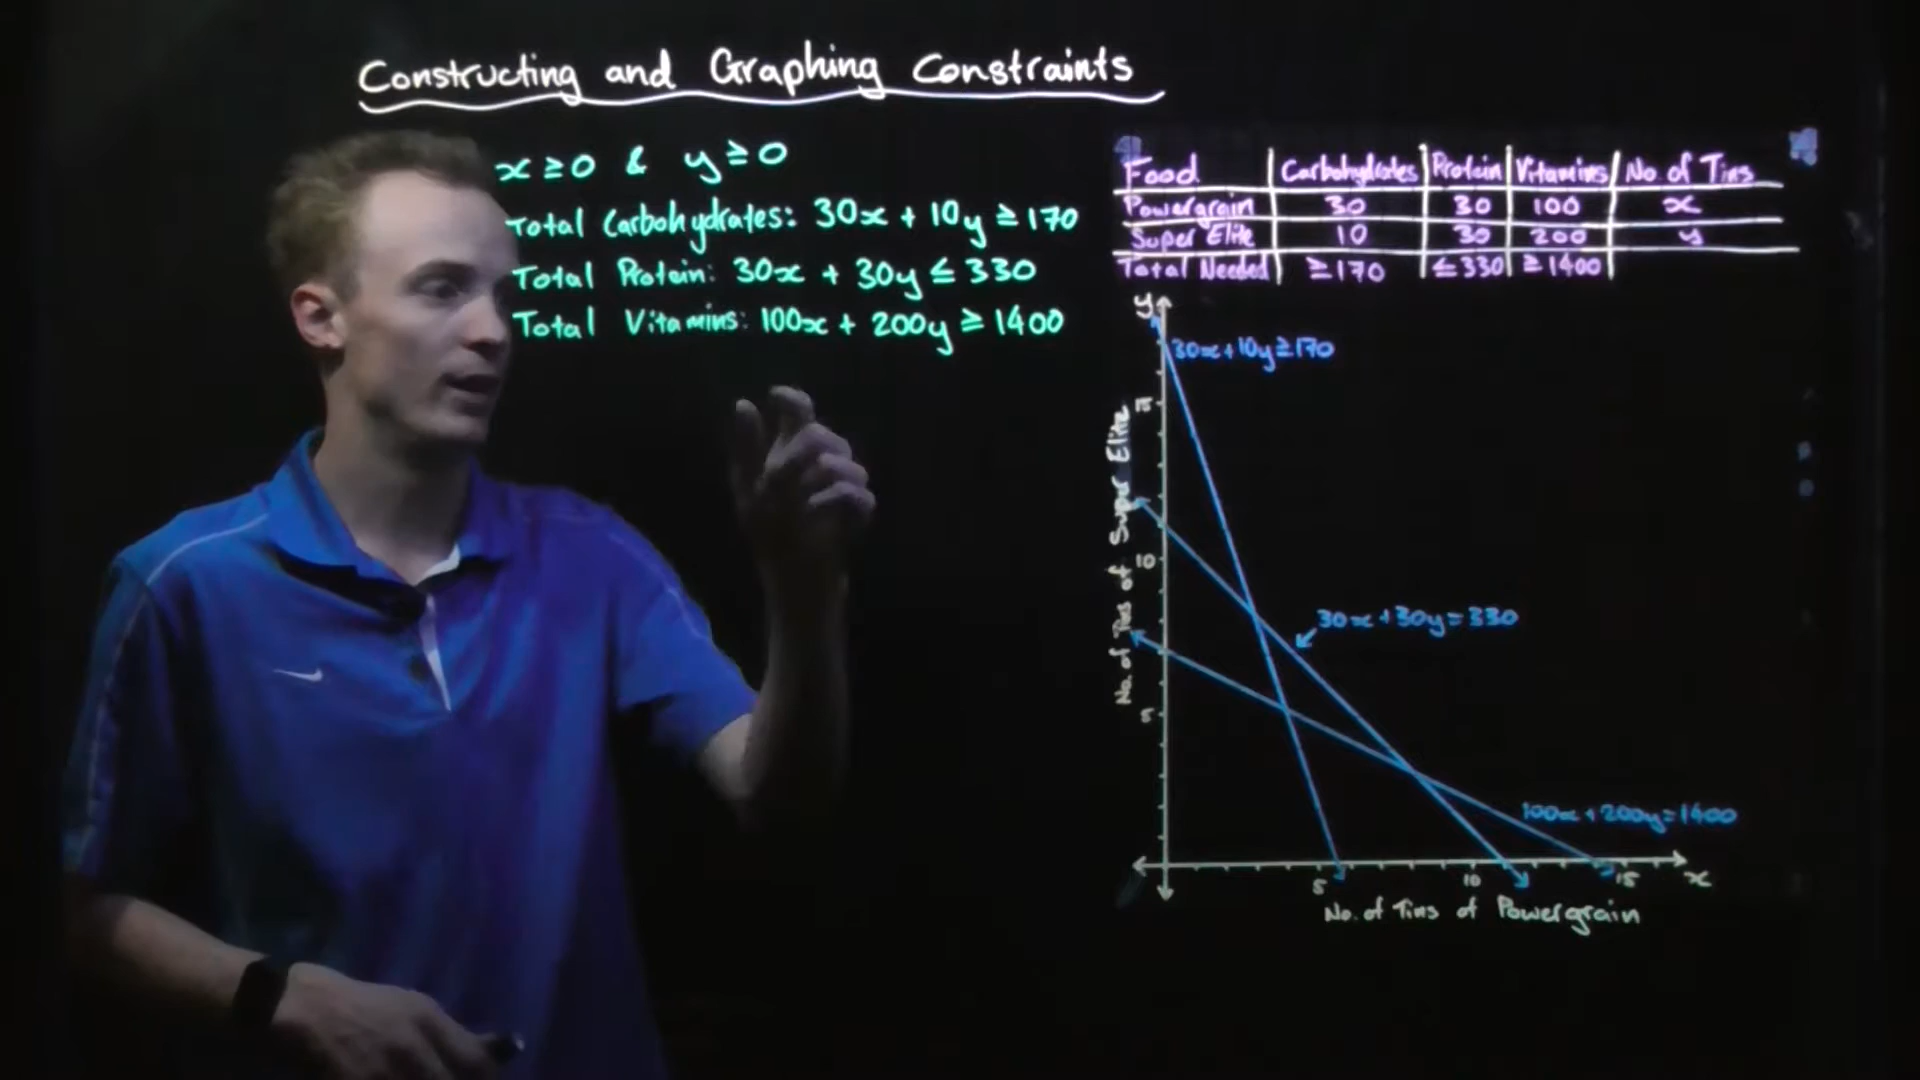 Constructing and Graphing Constraints
x ≥ 0 & y ≥ 0
Total Carbohydrates: 30x + 10y ≥ 170
Total Protein: 30x + 30y ≤ 330
Total Vitamins: 100x + 200y ≥ 1400
Food Carbohydrates Protein Vitamins No. of Tins
Powergrain 30 30 100 x
Super Elite 10 30 200 y
Total Needed ≥170 ≤330 ≥1400
y
30x+10y≥170
15
10
5
No. of Tins of Super Elite
30x+30y=330
100x+200y=1400
5 10 15 x
No. of Tins of Powergrain